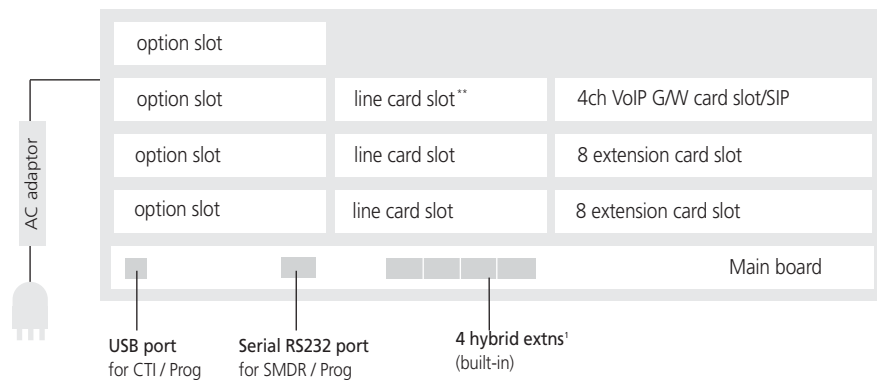 option slot
option slot line card slot** 4ch VoIP G/W card slot/SIP
option slot line card slot 8 extension card slot
option slot line card slot 8 extension card slot
AC adaptor
Main board
USB port
for CTI / Prog
Serial RS232 port
for SMDR / Prog
4 hybrid extns¹
(built-in)